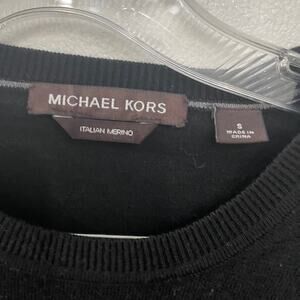 MICHAEL KORS
ITALIAN MERINO
S
MADE IN
CHINA